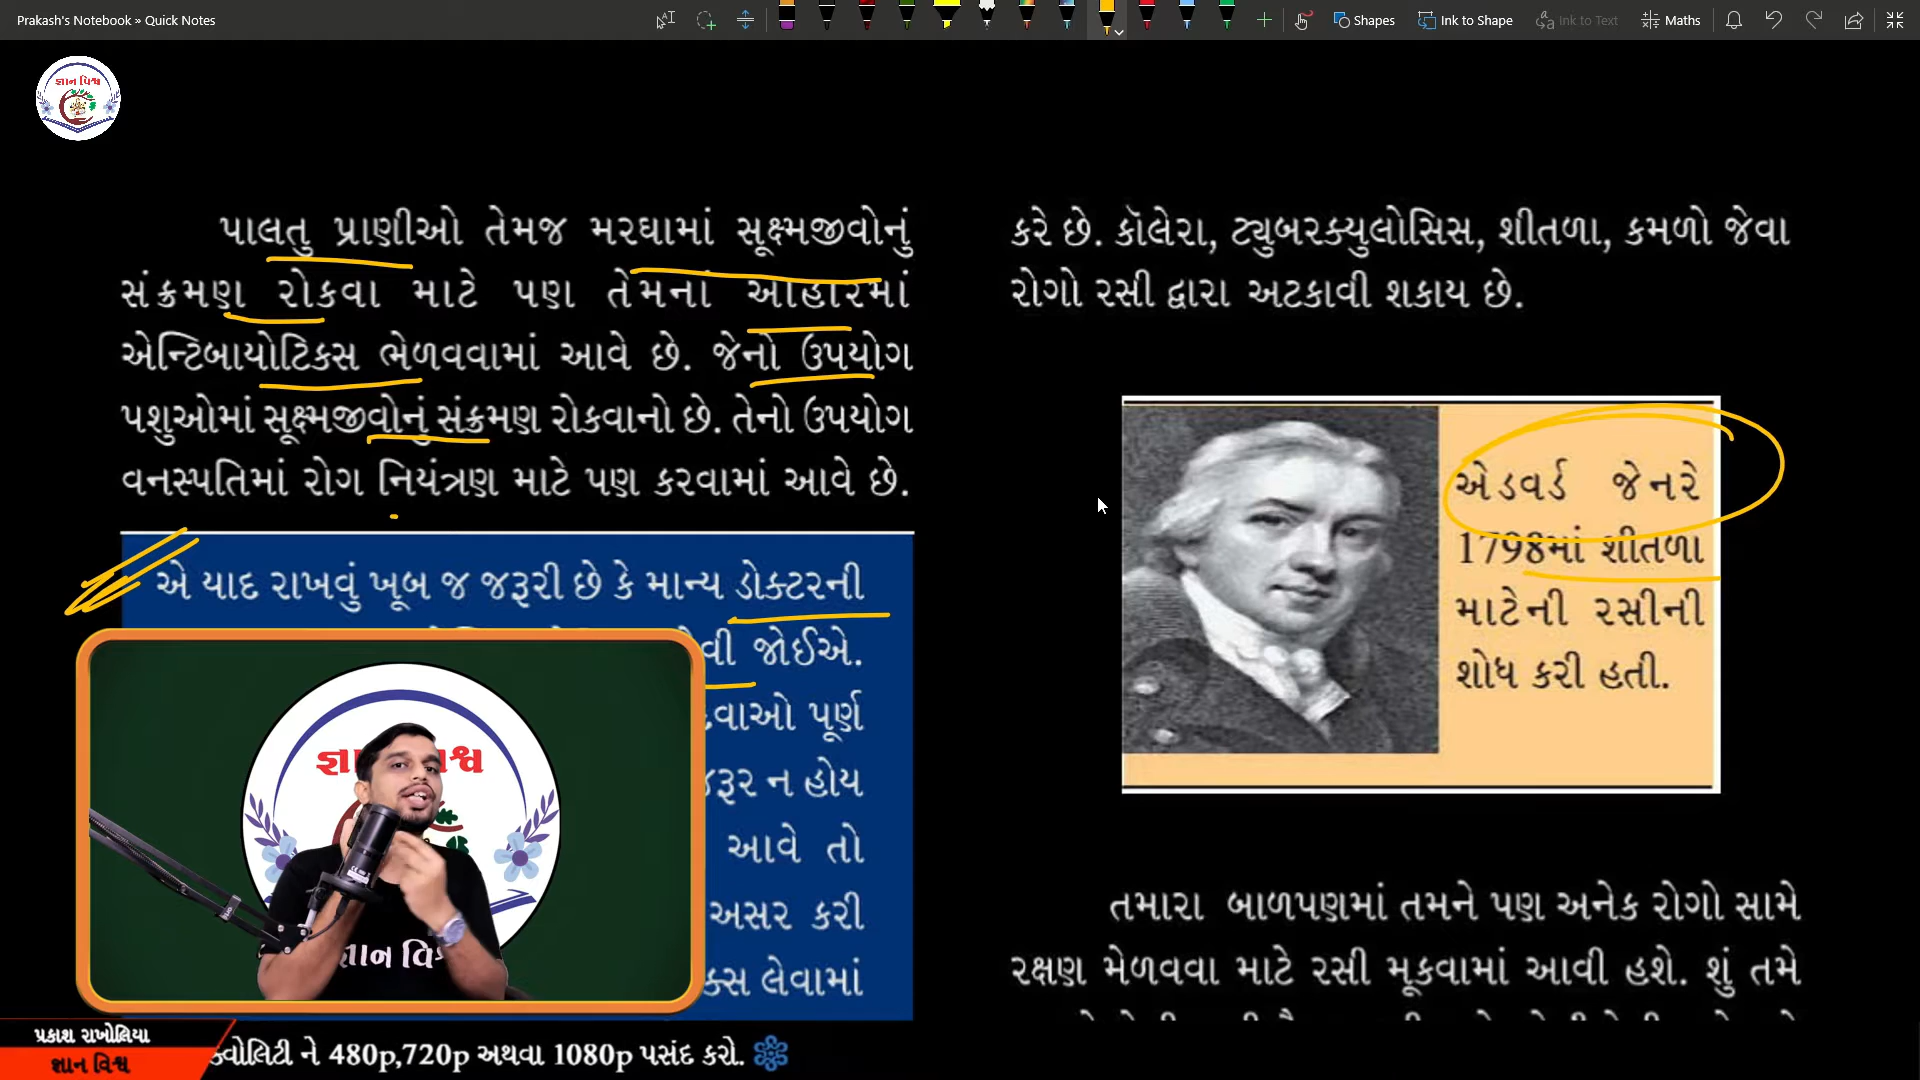 Prakash's Notebook » Quick Notes
Shapes
Ink to Shape
Ink to Text
Maths
જ્ઞાન વિશ્વ
પાલતુ પ્રાણીઓ તેમજ મરઘામાં સૂક્ષ્મજીવોનું
સંક્રમણ રોકવા માટે પણ તેમના આહારમાં
એન્ટિબાયોટિક્સ ભેળવવામાં આવે છે. જેનો ઉપયોગ
પશુઓમાં સૂક્ષ્મજીવોનું સંક્રમણ રોકવાનો છે. તેનો ઉપયોગ
વનસ્પતિમાં રોગ નિયંત્રણ માટે પણ કરવામાં આવે છે.
એ યાદ રાખવું ખૂબ જ જરૂરી છે કે માન્ય ડોક્ટરની
જોઈએ.
દવાઓ પૂર્ણ
જરૂર ન હોય
આવે તો
અસર કરી
લેવામાં
કરે છે. કૉલેરા, ટ્યુબરક્યુલોસિસ, શીતળા, કમળો જેવા
રોગો રસી દ્વારા અટકાવી શકાય છે.
એડવર્ડ જેનરે
1798માં શીતળા
માટેની રસીની
શોધ કરી હતી.
તમારા બાળપણમાં તમને પણ અનેક રોગો સામે
રક્ષણ મેળવવા માટે રસી મૂકવામાં આવી હશે. શું તમે
પ્રકાશ રાખોલિયા
જ્ઞાન વિશ્વ
ક્વોલિટી ને 480p,720p અથવા 1080p પસંદ કરો.